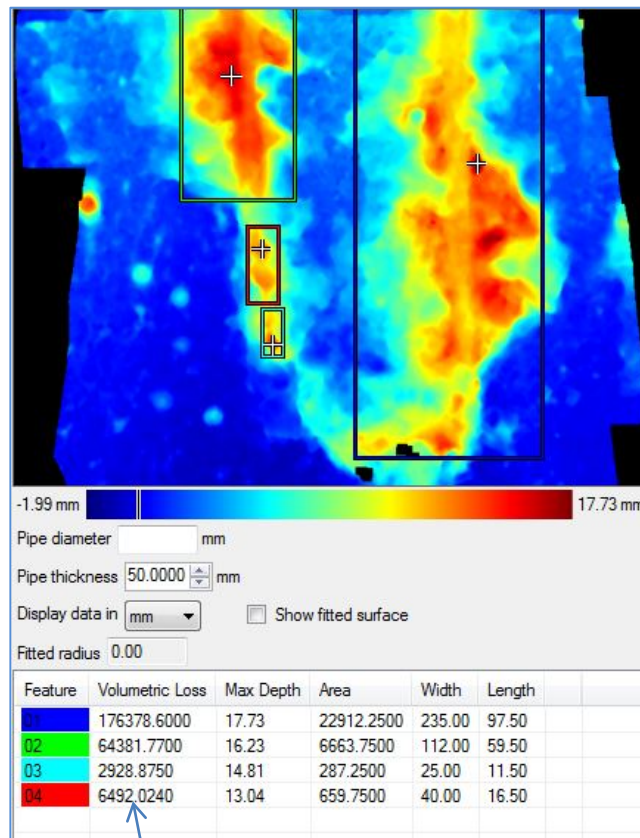 -1.99 mm 17.73 mm
Pipe diameter mm
Pipe thickness 50.0000 mm
Display data in mm Show fitted surface
Fitted radius 0.00
Feature Volumetric Loss Max Depth Area Width Length
01 176378.6000 17.73 22912.2500 235.00 97.50
02 64381.7700 16.23 6663.7500 112.00 59.50
03 2928.8750 14.81 287.2500 25.00 11.50
04 6492.0240 13.04 659.7500 40.00 16.50